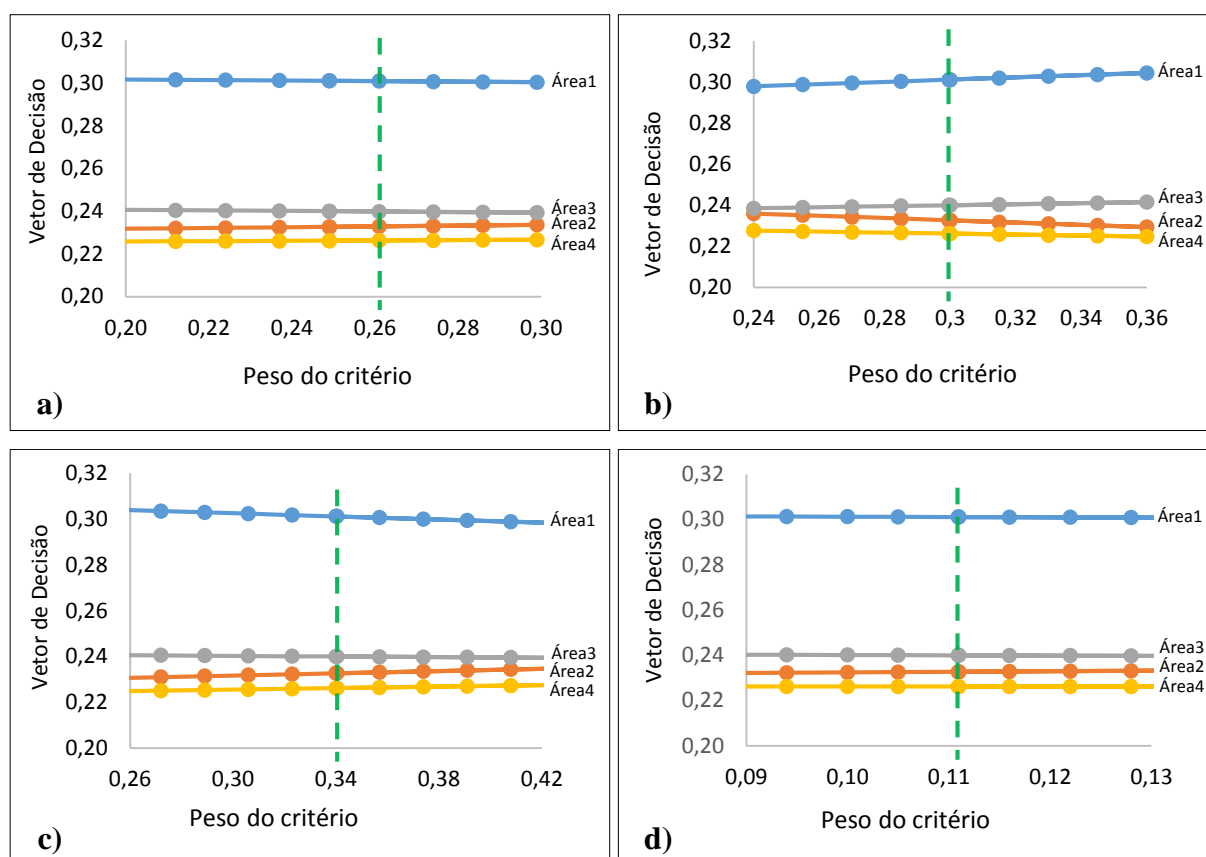 0,32
0,30
0,28
0,26
0,24
0,22
0,20
Vetor de Decisão
Área1
Área3
Área2
Área4
0,20 0,22 0,24 0,26 0,28 0,30
Peso do critério
a)
0,32
0,30
0,28
0,26
0,24
0,22
0,20
Vetor de Decisão
Área1
Área3
Área2
Área4
0,24 0,26 0,28 0,3 0,32 0,34 0,36
Peso do critério
b)
0,32
0,30
0,28
0,26
0,24
0,22
0,20
Vetor de Decisão
Área1
Área3
Área2
Área4
0,26 0,30 0,34 0,38 0,42
Peso do critério
c)
0,32
0,30
0,28
0,26
0,24
0,22
0,20
Vetor de Decisão
Área1
Área3
Área2
Área4
0,09 0,10 0,11 0,12 0,13
Peso do critério
d)